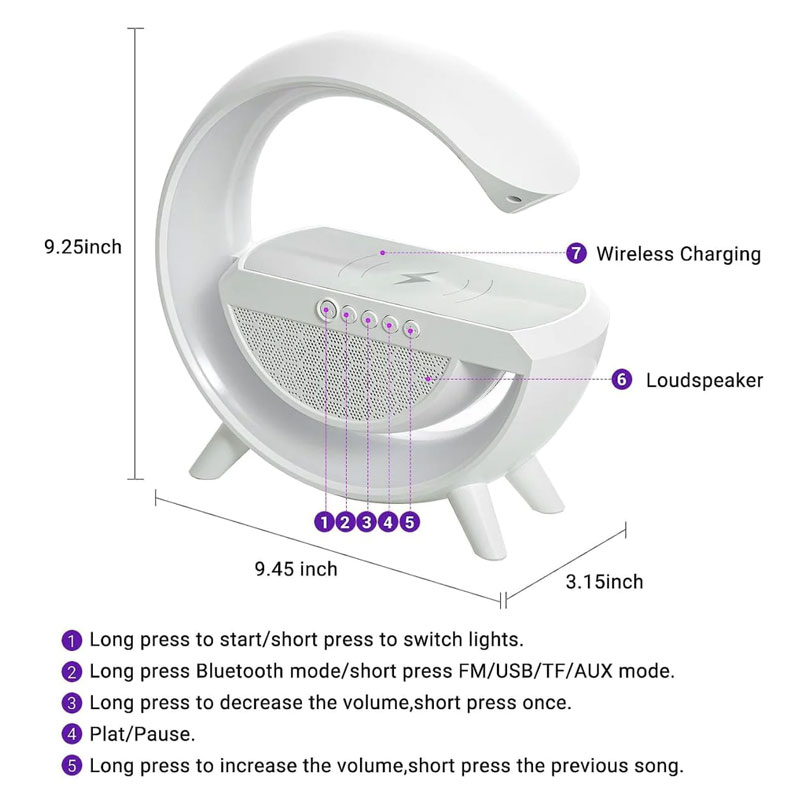 9.25inch
7 Wireless Charging
6 Loudspeaker
1 2 3 4 5
9.45 inch
3.15inch
1 Long press to start/short press to switch lights.
2 Long press Bluetooth mode/short press FM/USB/TF/AUX mode.
3 Long press to decrease the volume,short press once.
4 Plat/Pause.
5 Long press to increase the volume,short press the previous song.